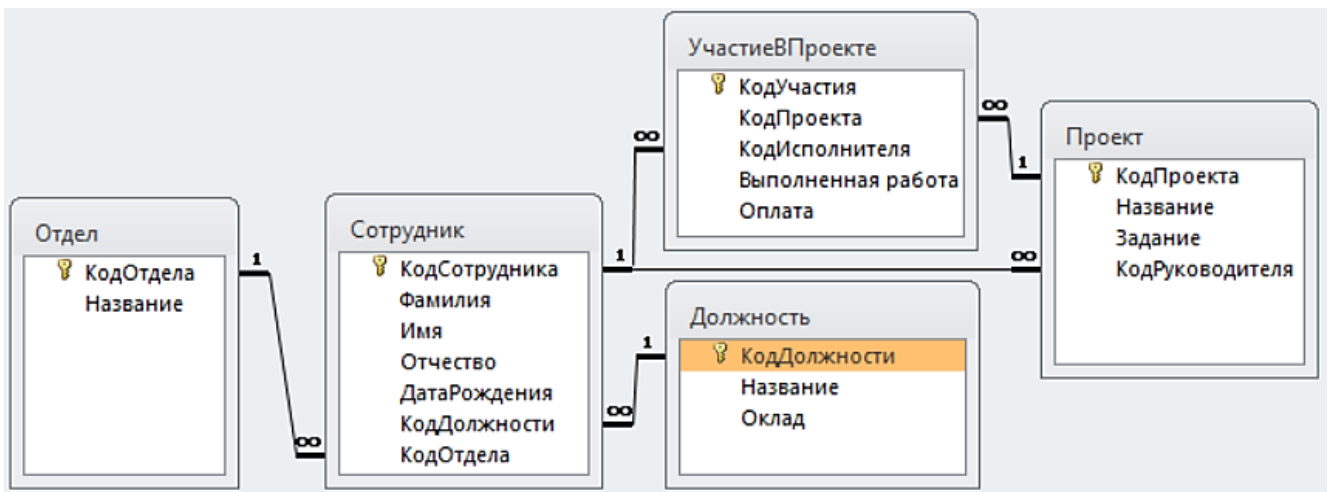 УчастиеВПроекте
КодУчастия
КодПроекта
КодИсполнителя
Выполненная работа
Оплата
Проект
КодПроекта
Название
Задание
КодРуководителя
Отдел
КодОтдела
Название
Сотрудник
КодСотрудника
Фамилия
Имя
Отчество
ДатаРождения
КодДолжности
КодОтдела
Должность
КодДолжности
Название
Оклад
1
∞
1
∞
∞
1
∞
1
∞